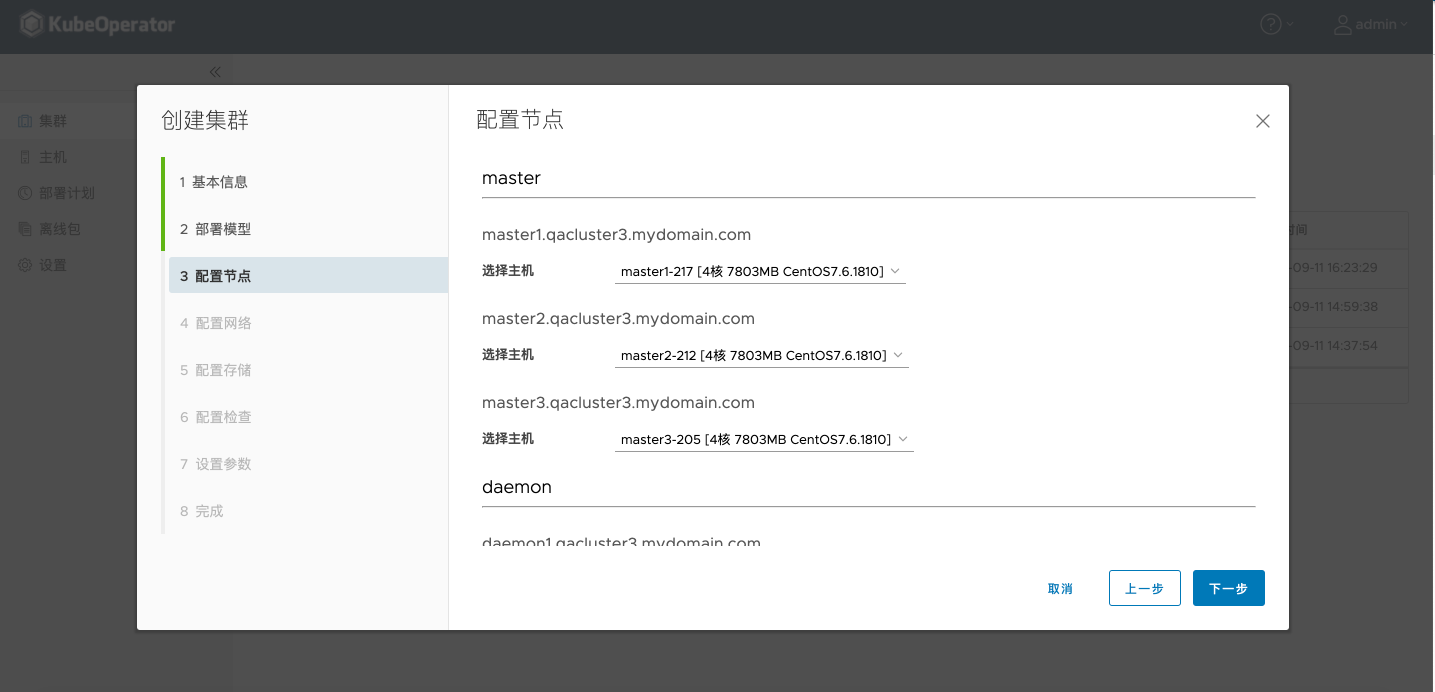 KubeOperator
admin
集群
主机
部署计划
离线包
设置
时间
-09-11 16:23:29
-09-11 14:59:38
-09-11 14:37:54
创建集群
1 基本信息
2 部署模型
3 配置节点
4 配置网络
5 配置存储
6 配置检查
7 设置参数
8 完成
配置节点
master
master1.qacluster3.mydomain.com
选择主机 master1-217 [4核 7803MB CentOS7.6.1810]
master2.qacluster3.mydomain.com
选择主机 master2-212 [4核 7803MB CentOS7.6.1810]
master3.qacluster3.mydomain.com
选择主机 master3-205 [4核 7803MB CentOS7.6.1810]
daemon
daemon1.qacluster3.mydomain.com
取消 上一步 下一步